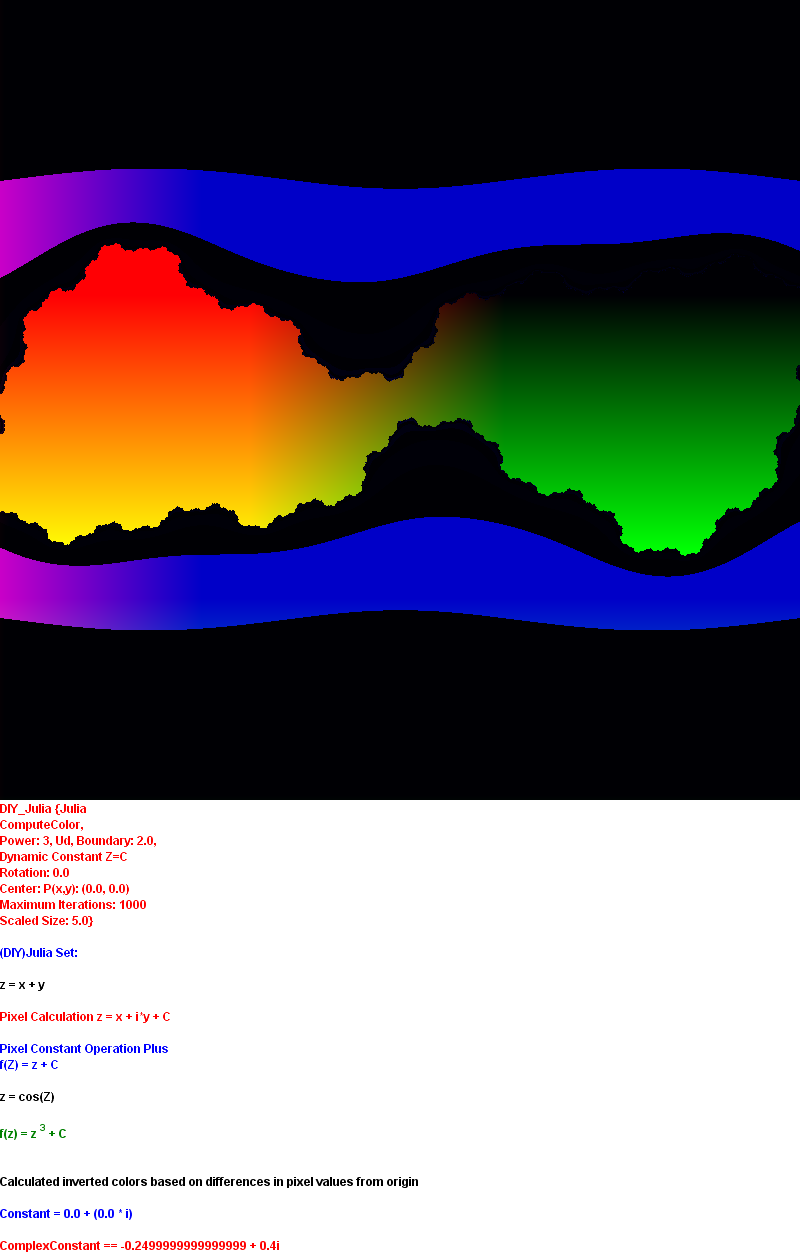 DIY_Julia {Julia
ComputeColor,
Power: 3, Ud, Boundary: 2.0,
Dynamic Constant Z=C
Rotation: 0.0
Center: P(x,y): (0.0, 0.0)
Maximum Iterations: 1000
Scaled Size: 5.0}
(DIY)Julia Set:
z = x + y
Pixel Calculation z = x + i*y + C
Pixel Constant Operation Plus
f(Z) = z + C
z = cos(Z)
f(z) = z ³ + C
Calculated inverted colors based on differences in pixel values from origin
Constant = 0.0 + (0.0 * i)
ComplexConstant == -0.2499999999999999 + 0.4i